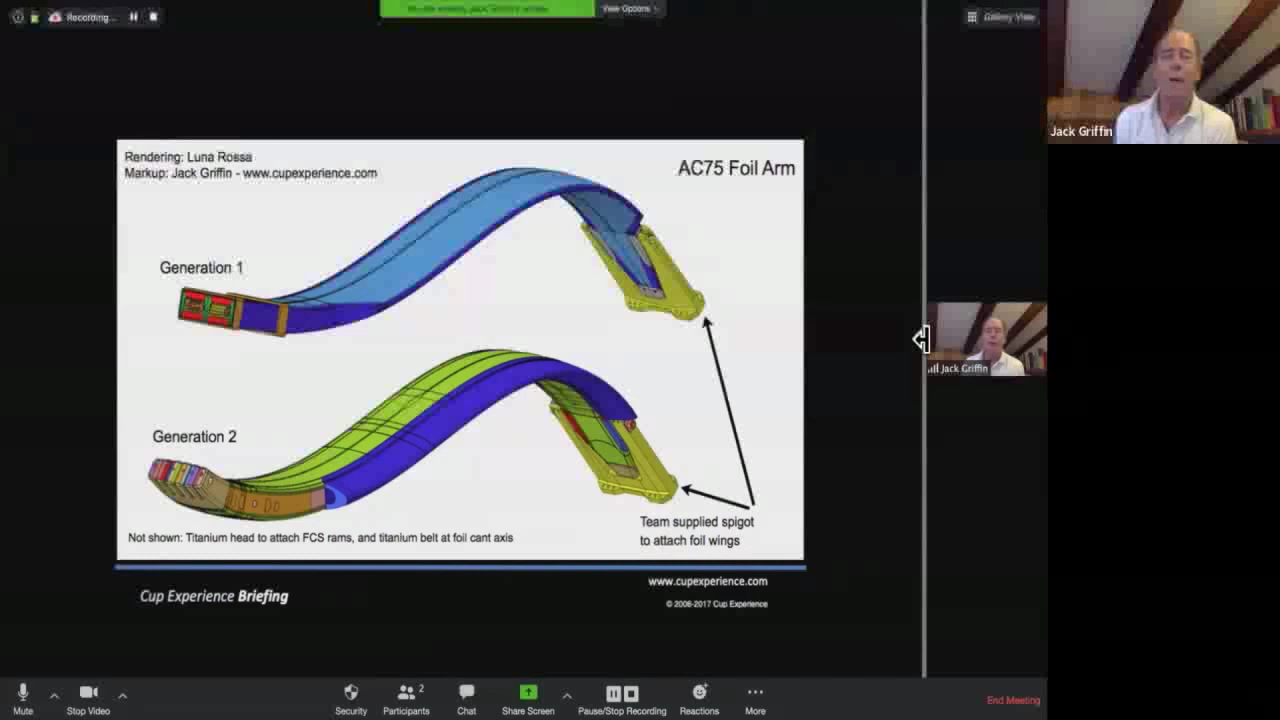 Recording...
View Options
Gallery View
Jack Griffin
Rendering: Luna Rossa
Markup: Jack Griffin - www.cupexperience.com
AC75 Foil Arm
Generation 1
Jack Griffin
Generation 2
Team supplied spigot
to attach foil wings
Not shown: Titanium head to attach FCS rams, and titanium belt at foil cant axis
www.cupexperience.com
Cup Experience Briefing
© 2006-2017 Cup Experience
Mute
Stop Video
Security
Participants
2
Chat
Share Screen
Pause/Stop Recording
Reactions
More
End Meeting